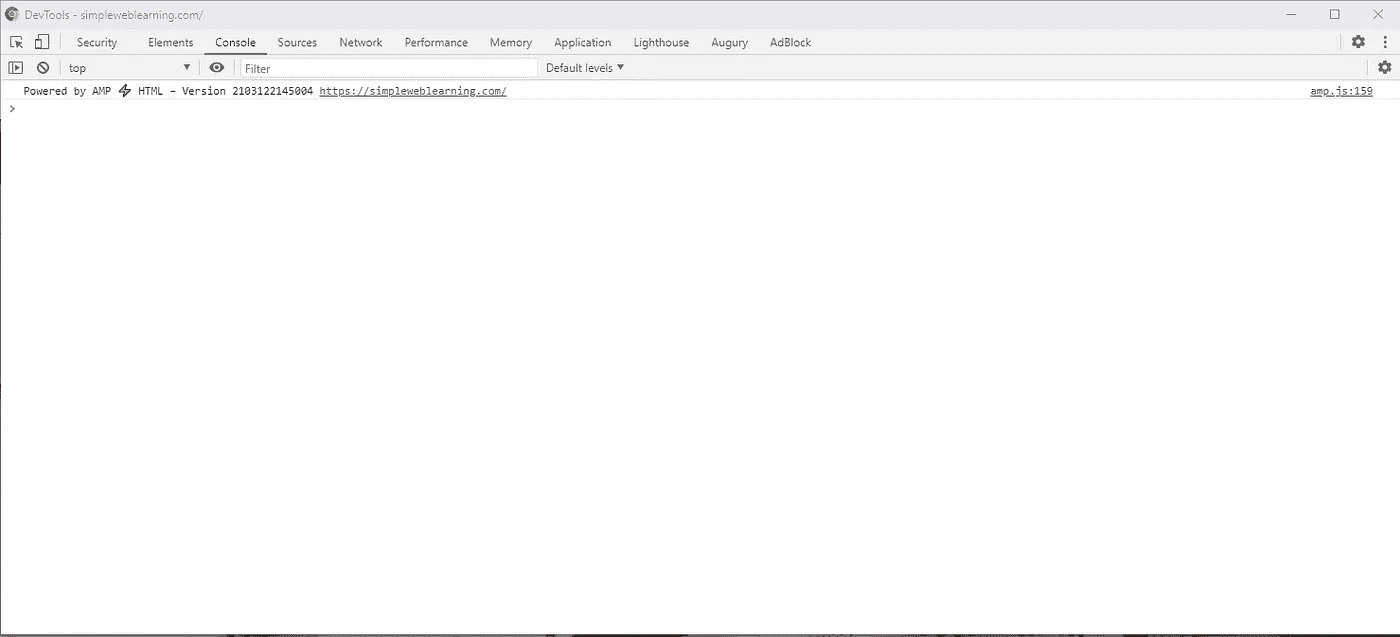 DevTools - simpleweblearning.com/
Security Elements Console Sources Network Performance Memory Application Lighthouse Augury AdBlock
top Filter Default levels
Powered by AMP ⚡ HTML – Version 2103122145004 https://simpleweblearning.com/ amp.js:159
>